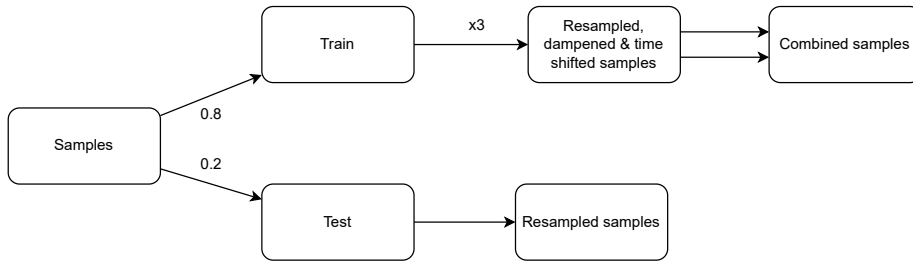 Train
x3
Resampled,
dampened & time
shifted samples
Combined samples
0.8
Samples
0.2
Test
Resampled samples